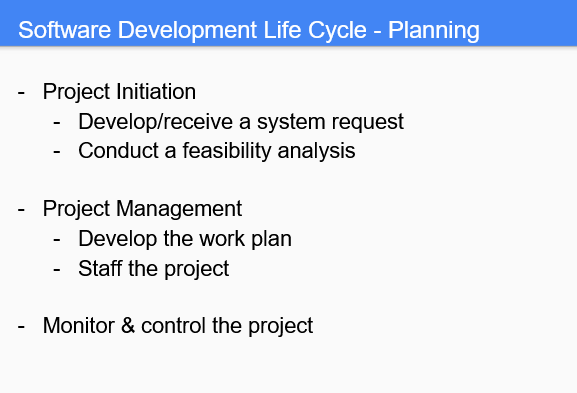 Software Development Life Cycle - Planning
- Project Initiation
- Develop/receive a system request
- Conduct a feasibility analysis
- Project Management
- Develop the work plan
- Staff the project
- Monitor & control the project